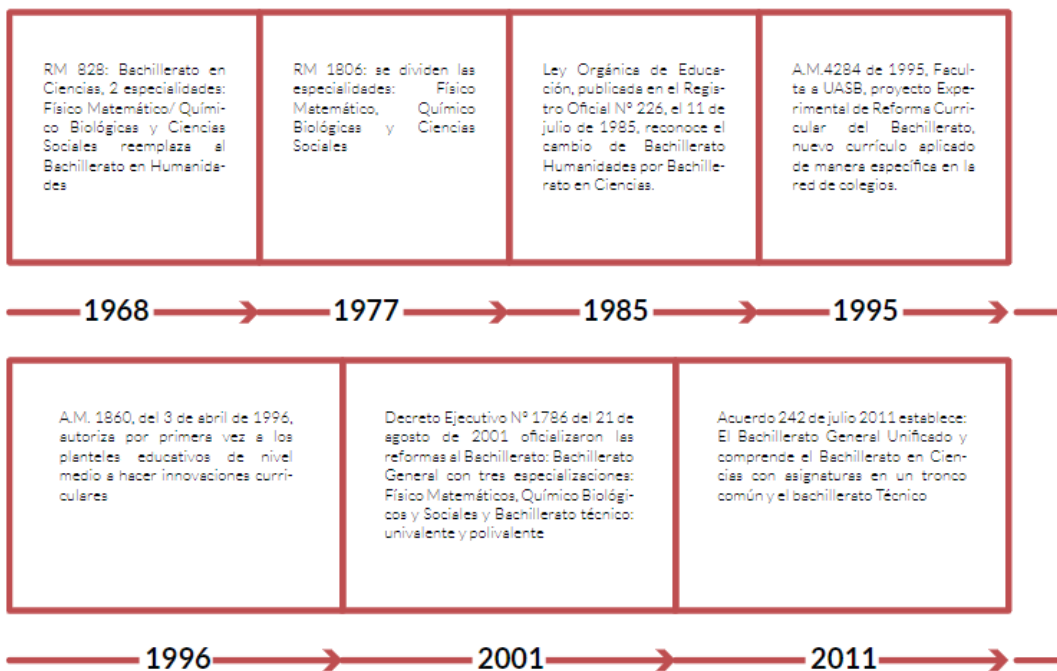 RM 828: Bachillerato en
Ciencias, 2 especialidades:
Físico Matemático/ Quími-
co Biológicas y Ciencias
Sociales reemplaza al
Bachillerato en Humanida-
des
RM 1806: se dividen las
especialidades: Físico
Matemático, Químico
Biológicas y Ciencias
Sociales
Ley Orgánica de Educa-
ción, publicada en el Regis-
tro Oficial Nº 226, el 11 de
julio de 1985, reconoce el
cambio de Bachillerato
Humanidades por Bachille-
rato en Ciencias.
A.M.4284 de 1995, Facul-
ta a UASB, proyecto Expe-
rimental de Reforma Curri-
cular del Bachillerato,
nuevo currículo aplicado
de manera específica en la
red de colegios.
1968
1977
1985
1995
A.M. 1860, del 3 de abril de 1996,
autoriza por primera vez a los
planteles educativos de nivel
medio a hacer innovaciones curri-
culares
Decreto Ejecutivo Nº 1786 del 21 de
agosto de 2001 oficializaron las
reformas al Bachillerato: Bachillerato
General con tres especializaciones:
Físico Matemáticos, Químico Biológi-
cos y Sociales y Bachillerato técnico:
univalente y polivalente
Acuerdo 242 de julio 2011 establece:
El Bachillerato General Unificado y
comprende el Bachillerato en Cien-
cias con asignaturas en un tronco
común y el bachillerato Técnico
1996
2001
2011